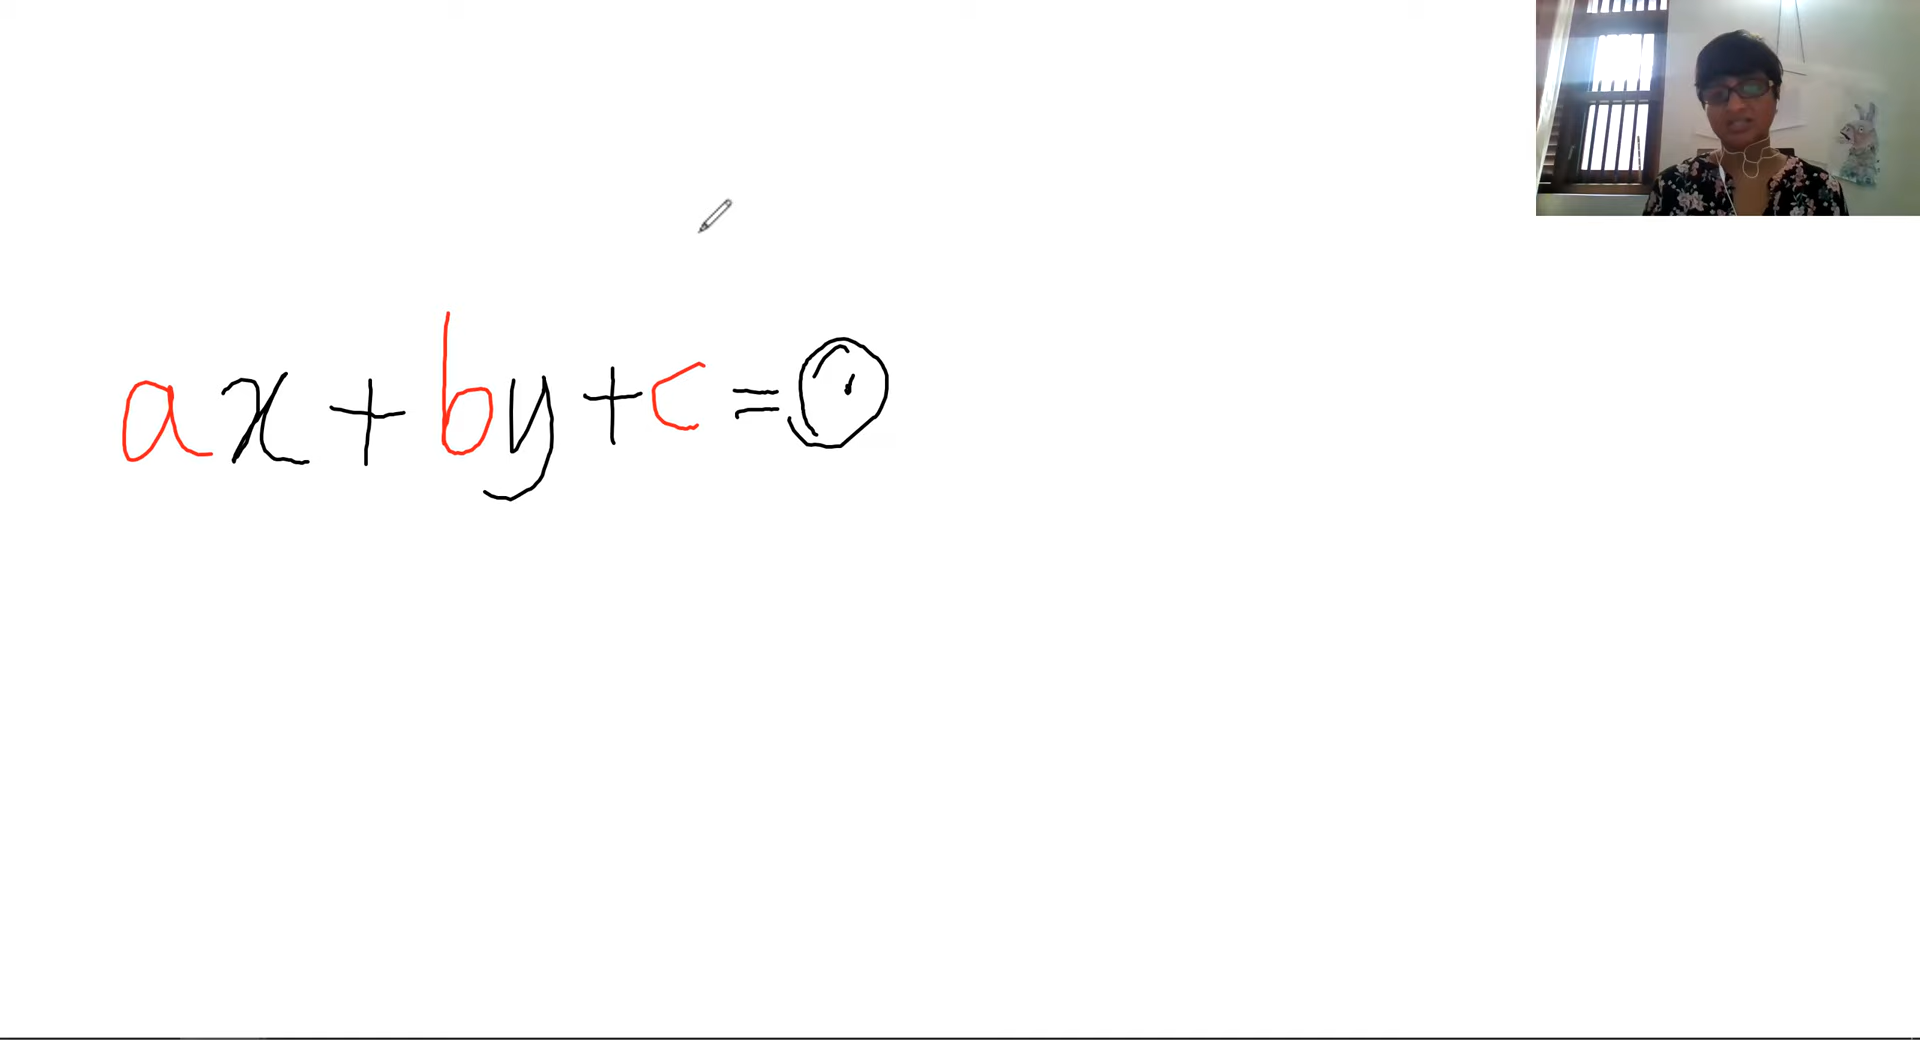 ax + by + c = 0